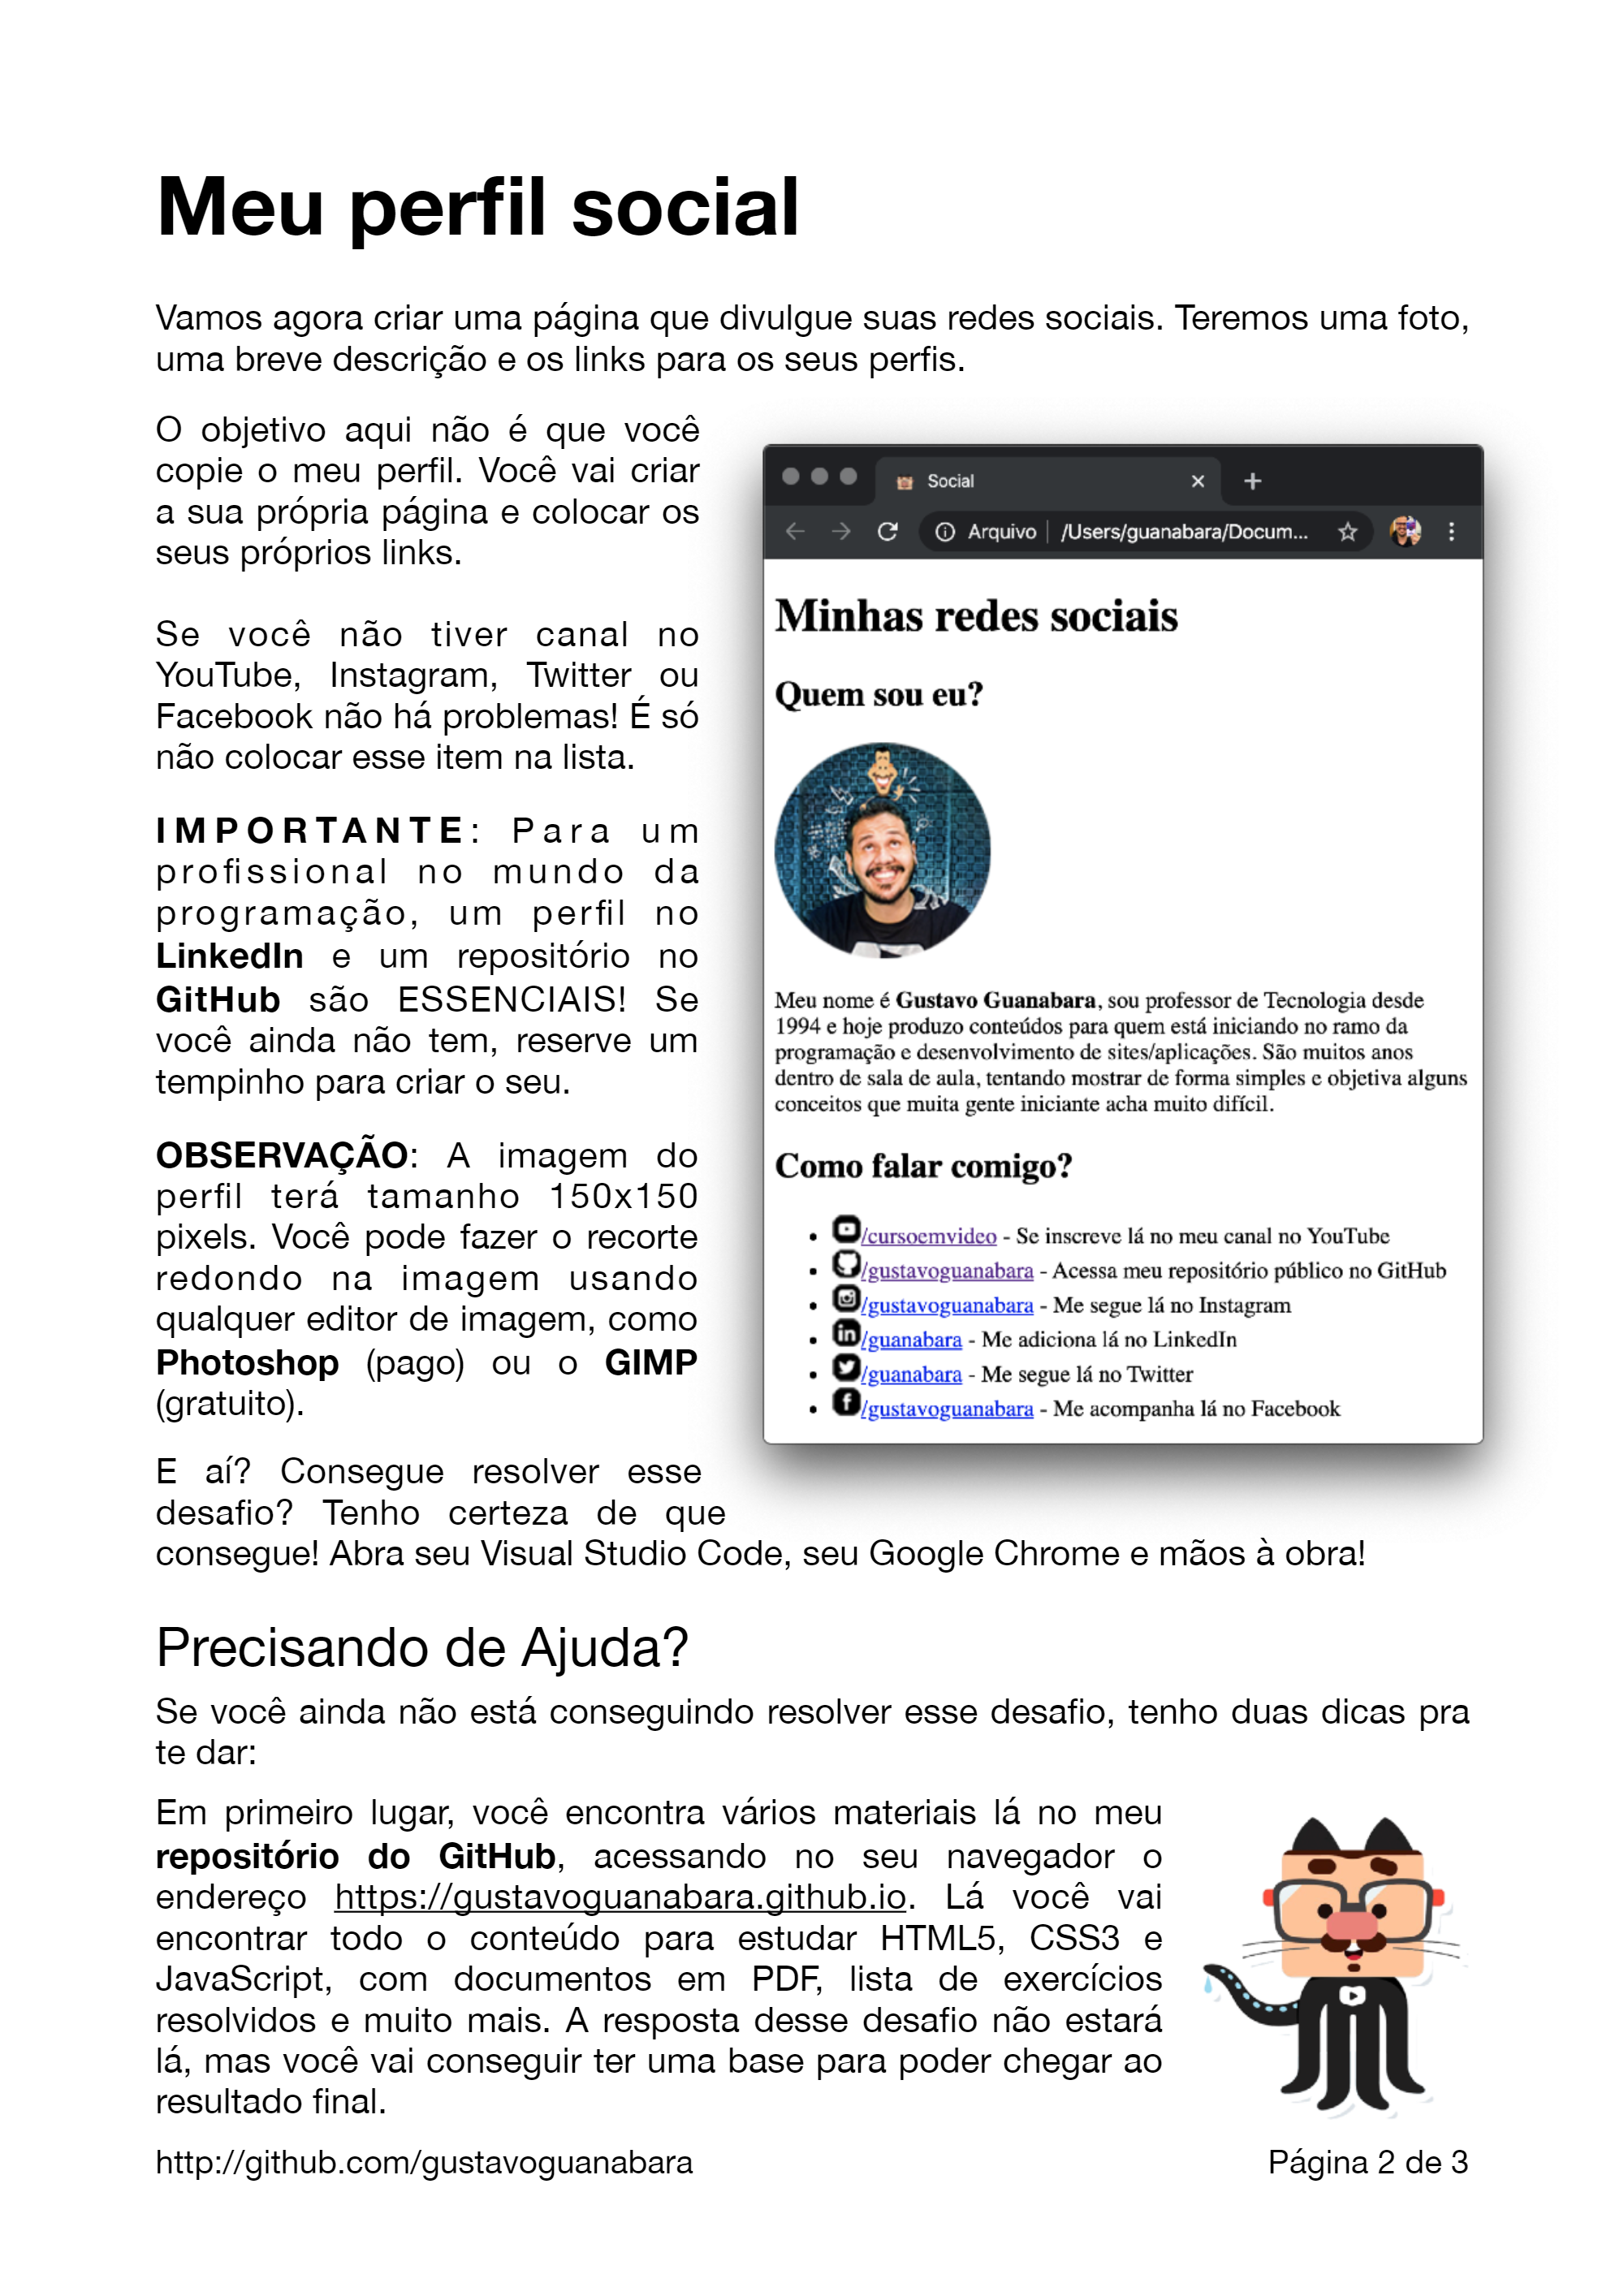 Meu perfil social
Vamos agora criar uma página que divulgue suas redes sociais. Teremos uma foto,
uma breve descrição e os links para os seus perfis.
O objetivo aqui não é que você
copie o meu perfil. Você vai criar
a sua própria página e colocar os
seus próprios links.
Se você não tiver canal no
YouTube, Instagram, Twitter ou
Facebook não há problemas! É só
não colocar esse item na lista.
IMPORTANTE: Para um
profissional no mundo da
programação, um perfil no
LinkedIn e um repositório no
GitHub são ESSENCIAIS! Se
você ainda não tem, reserve um
tempinho para criar o seu.
OBSERVAÇÃO: A imagem do
perfil terá tamanho 150x150
pixels. Você pode fazer o recorte
redondo na imagem usando
qualquer editor de imagem, como
Photoshop (pago) ou o GIMP
(gratuito).
Social
Arquivo | /Users/guanabara/Docum...
Minhas redes sociais
Quem sou eu?
Meu nome é Gustavo Guanabara, sou professor de Tecnologia desde
1994 e hoje produzo conteúdos para quem está iniciando no ramo da
programação e desenvolvimento de sites/aplicações. São muitos anos
dentro de sala de aula, tentando mostrar de forma simples e objetiva alguns
conceitos que muita gente iniciante acha muito difícil.
Como falar comigo?
• /cursoemvideo - Se inscreve lá no meu canal no YouTube
• /gustavoguanabara - Acessa meu repositório público no GitHub
• /gustavoguanabara - Me segue lá no Instagram
• in/guanabara - Me adiciona lá no LinkedIn
• /guanabara - Me segue lá no Twitter
• f/gustavoguanabara - Me acompanha lá no Facebook
E aí? Consegue resolver esse
desafio? Tenho certeza de que
consegue! Abra seu Visual Studio Code, seu Google Chrome e mãos à obra!
Precisando de Ajuda?
Se você ainda não está conseguindo resolver esse desafio, tenho duas dicas pra
te dar:
Em primeiro lugar, você encontra vários materiais lá no meu
repositório do GitHub, acessando no seu navegador o
endereço https://gustavoguanabara.github.io. Lá você vai
encontrar todo o conteúdo para estudar HTML5, CSS3 e
JavaScript, com documentos em PDF, lista de exercícios
resolvidos e muito mais. A resposta desse desafio não estará
lá, mas você vai conseguir ter uma base para poder chegar ao
resultado final.
http://github.com/gustavoguanabara
Página 2 de 3